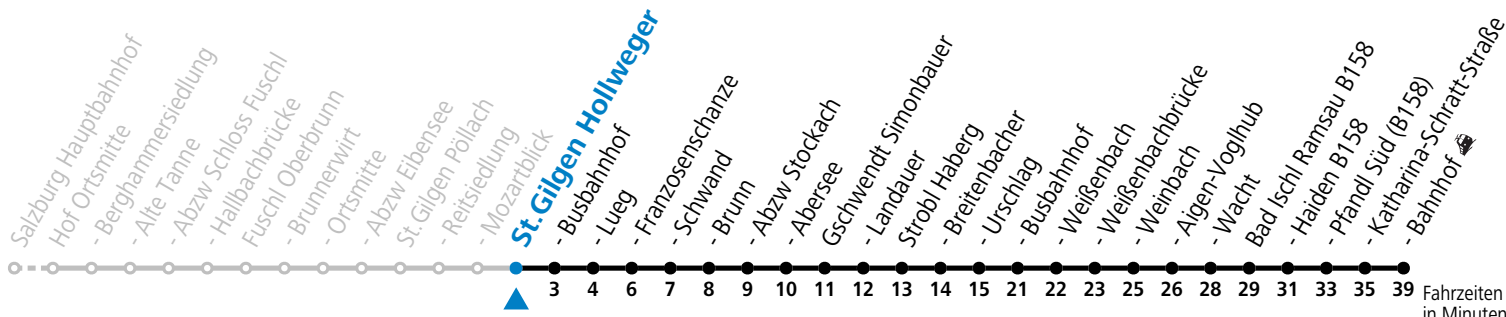 Salzburg Hauptbahnhof
Hof Ortsmitte
- Berghammersiedlung
- Alte Tanne
- Abzw Schloss Fuschl
- Hallbachbrücke
Fuschl Oberbrunn
- Brunnerwirt
- Ortsmitte
- Abzw Eibensee
St. Gilgen Pöllach
- Reitsiedlung
- Mozartblick
St. Gilgen Hollweger
- Busbahnhof
- Lueg
- Franzosenschanze
- Schwand
- Brunn
- Abzw Stockach
- Abersee
Gschwendt Simonbauer
- Landauer
Strobl Haberg
- Breitenbacher
- Urschlag
- Busbahnhof
- Weißenbach
- Weißenbachbrücke
- Weinbach
- Aigen-Voglhub
- Wacht
Bad Ischl Ramsau B158
- Haiden B158
- Pfandl Süd (B158)
- Katharina-Schratt-Straße
- Bahnhof
3 4 6 7 8 9 10 11 12 13 14 15 21 22 23 25 26 28 29 31 33 35 39
Fahrzeiten
in Minuten